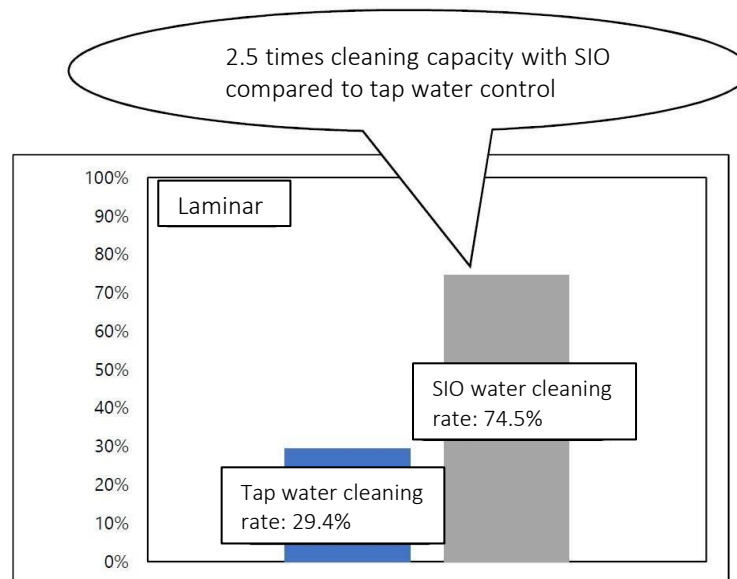 2.5 times cleaning capacity with SIO
compared to tap water control
100%
Laminar
90%
80%
70%
60%
50%
SIO water cleaning
rate: 74.5%
40%
30%
Tap water cleaning
rate: 29.4%
20%
10%
0%